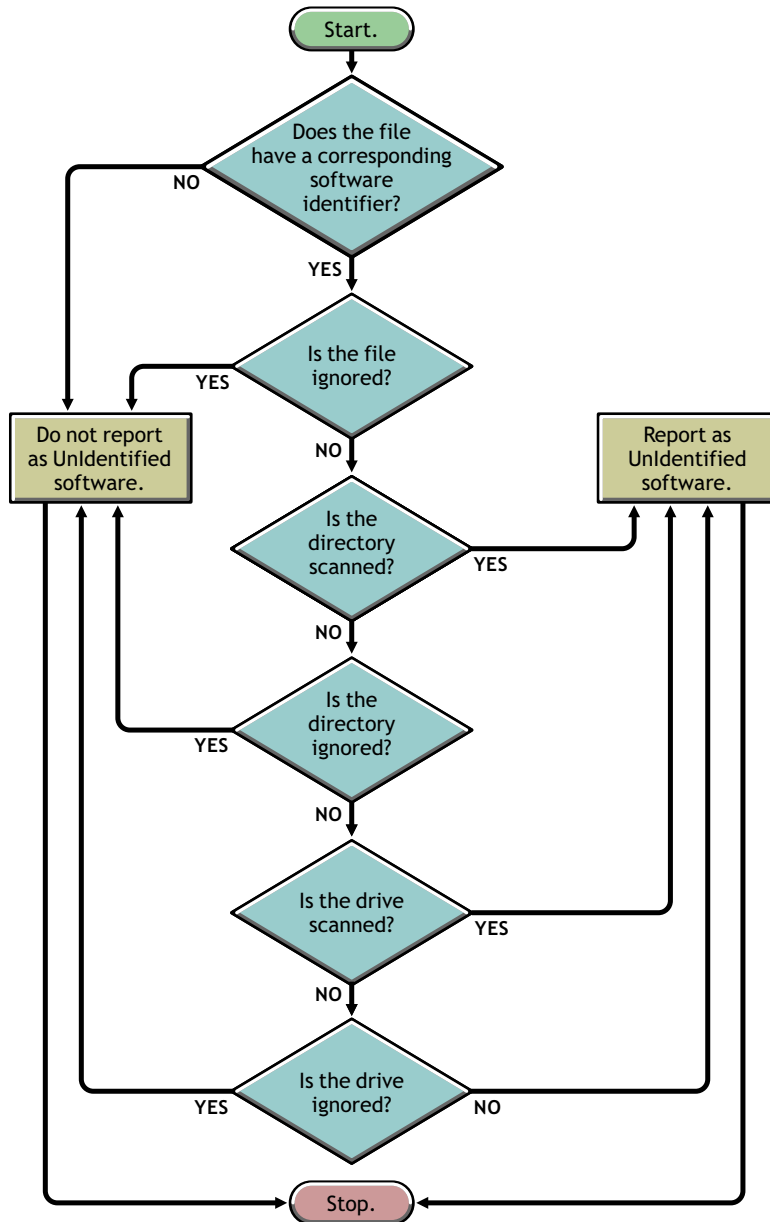 Start.
Does the file
have a corresponding
software
identifier?
NO
YES
Is the file
ignored?
YES
NO
Do not report
as UnIdentified
software.
Report as
UnIdentified
software.
Is the
directory
scanned?
YES
NO
Is the
directory
ignored?
YES
NO
Is the drive
scanned?
YES
NO
Is the drive
ignored?
YES
NO
Stop.